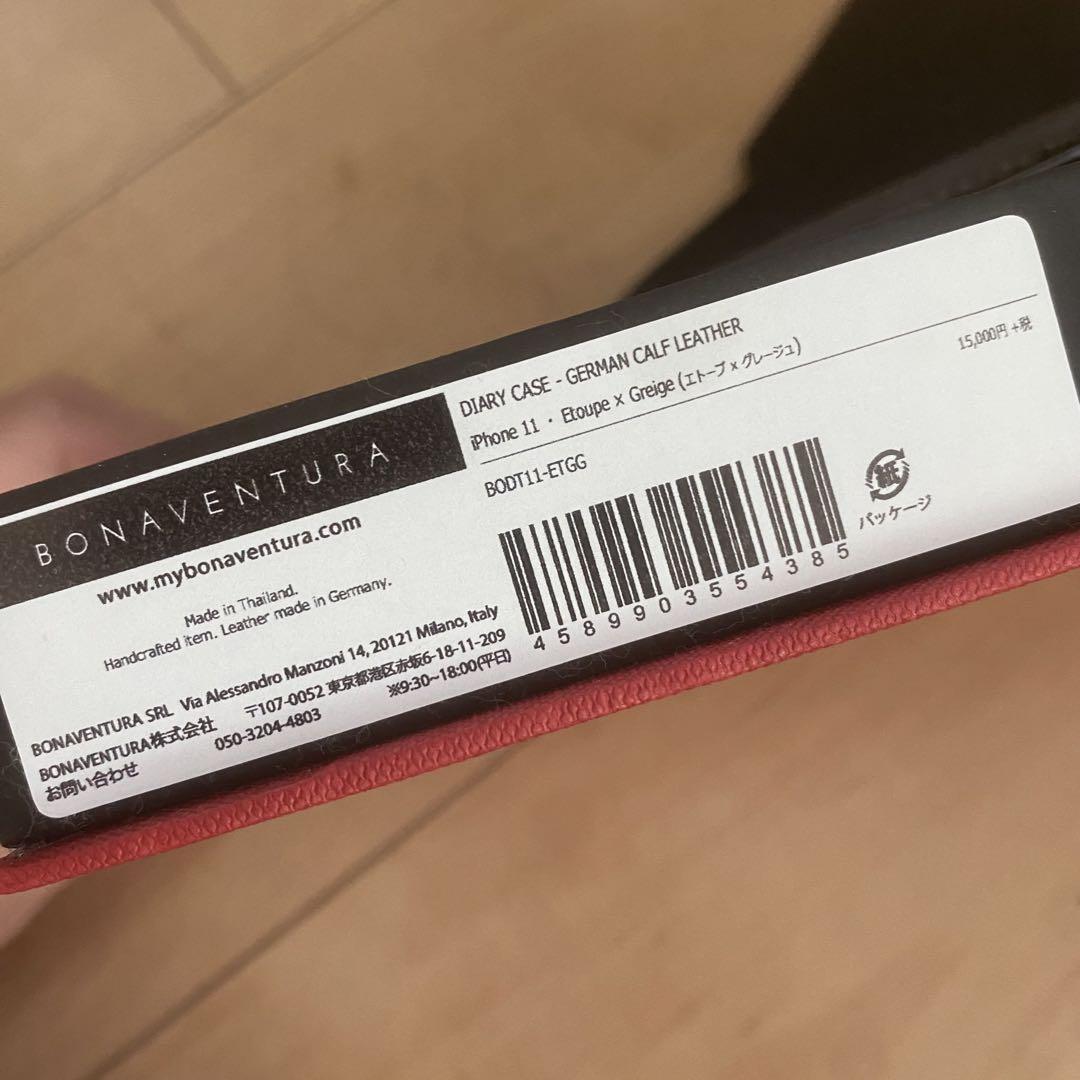 BONAVENTURA
www.mybonaventura.com
Made in Thailand.
Handcrafted item. Leather made in Germany.
BONAVENTURA SRL Via Alessandro Manzoni 14, 20121 Milano, Italy
BONAVENTURA株式会社 〒107-0052 東京都港区赤坂6-18-11-209
お問い合わせ 050-3204-4803 ※9:30~18:00(平日)
DIARY CASE - GERMAN CALF LEATHER
iPhone 11 ・ Etoupe × Greige (エトープ × グレージュ)
15,000円 +税
BODT11-ETGG
4589903554385
紙
パッケージ